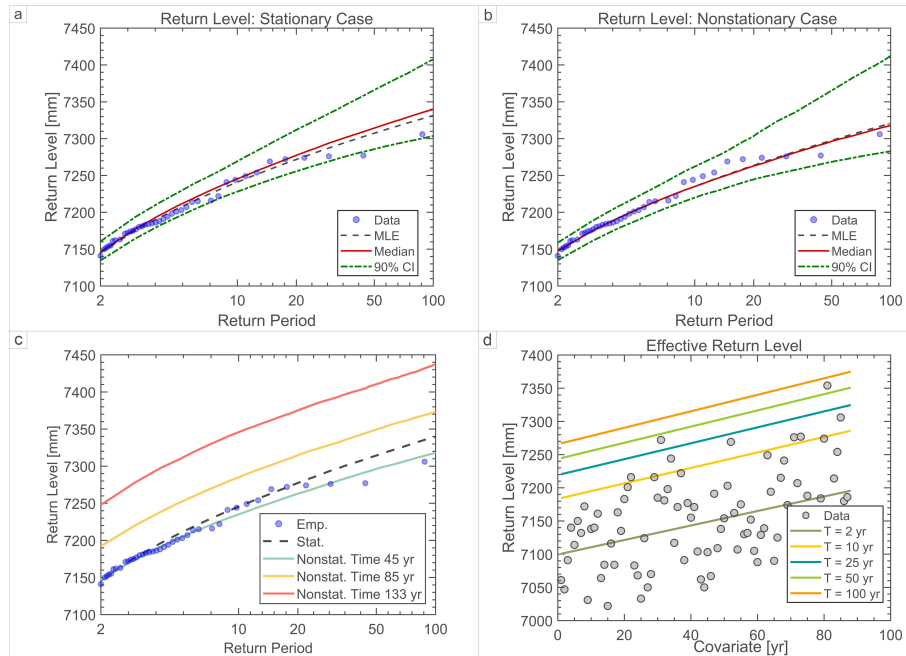 a
Return Level: Stationary Case
7450
7400
7350
7300
7250
7200
7150
7100
Return Level [mm]
2
10
20
50
100
Return Period
Data
MLE
Median
90% CI
b
Return Level: Nonstationary Case
7450
7400
7350
7300
7250
7200
7150
7100
Return Level [mm]
2
10
20
50
100
Return Period
Data
MLE
Median
90% CI
c
7450
7400
7350
7300
7250
7200
7150
7100
Return Level [mm]
2
10
20
50
100
Return Period
Emp.
Stat.
Nonstat. Time 45 yr
Nonstat. Time 85 yr
Nonstat. Time 133 yr
d
Effective Return Level
7400
7350
7300
7250
7200
7150
7100
7050
7000
Return Level [mm]
0
20
40
60
80
100
Covariate [yr]
Data
T = 2 yr
T = 10 yr
T = 25 yr
T = 50 yr
T = 100 yr